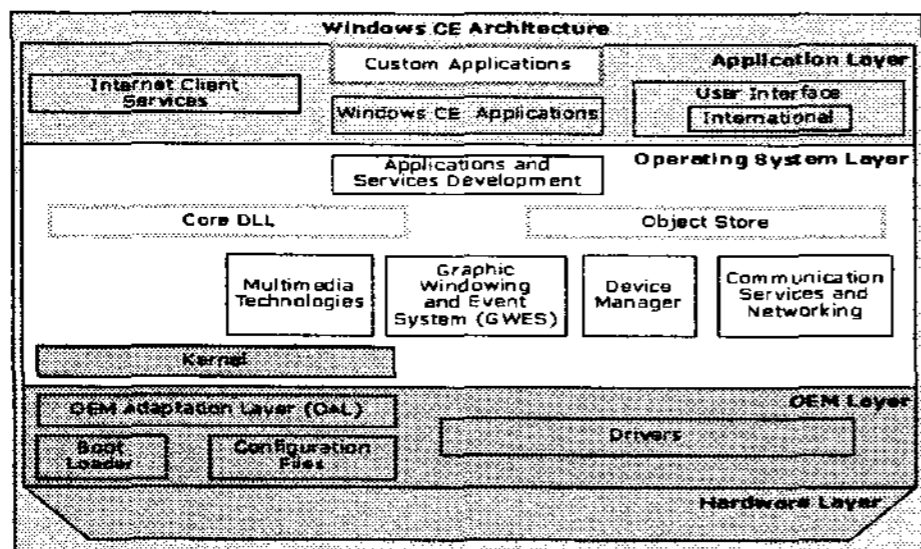 Windows CE Architecture
Application Layer
Custom Applications
Internet Client
Services
Windows CE Applications
User Interface
International
Operating System Layer
Applications and
Services Development
Core DLL
Object Store
Multimedia
Technologies
Graphic
Windowing
and Event
System (GWES)
Device
Manager
Communication
Services and
Networking
Kernel
OEM Layer
OEM Adaptation Layer (OAL)
Boot
Loader
Configuration
Files
Drivers
Hardware Layer